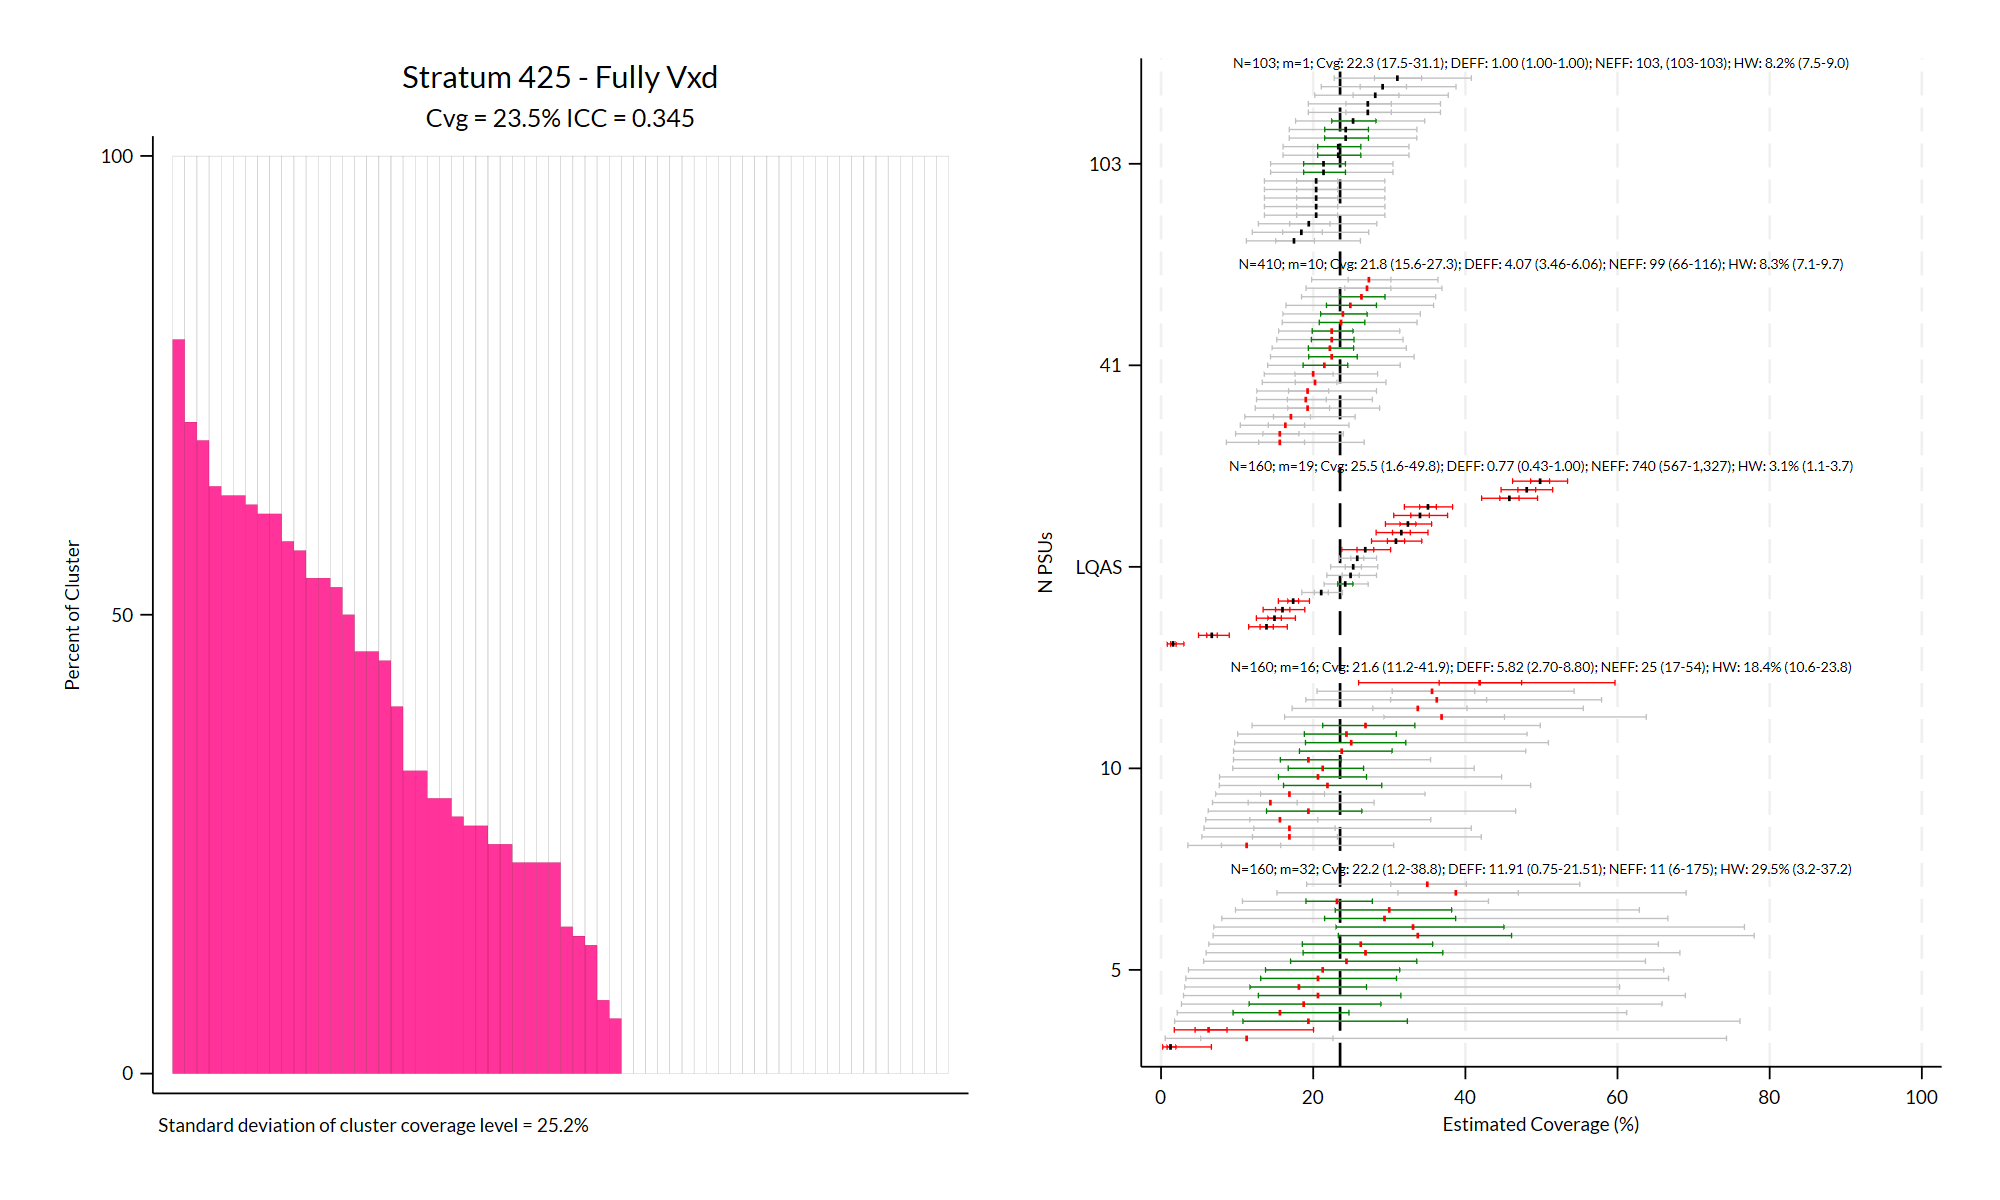 Stratum 425 - Fully Vxd
Cvg = 23.5% ICC = 0.345
100
50
0
Percent of Cluster
Standard deviation of cluster coverage level = 25.2%
N=103; m=1; Cvg: 22.3 (17.5-31.1); DEFF: 1.00 (1.00-1.00); NEFF: 103, (103-103); HW: 8.2% (7.5-9.0)
103
N=410; m=10; Cvg: 21.8 (15.6-27.3); DEFF: 4.07 (3.46-6.06); NEFF: 99 (66-116); HW: 8.3% (7.1-9.7)
41
N=160; m=19; Cvg: 25.5 (1.6-49.8); DEFF: 0.77 (0.43-1.00); NEFF: 740 (567-1,327); HW: 3.1% (1.1-3.7)
N PSUs
LQAS
N=160; m=16; Cvg: 21.6 (11.2-41.9); DEFF: 5.82 (2.70-8.80); NEFF: 25 (17-54); HW: 18.4% (10.6-23.8)
10
N=160; m=32; Cvg: 22.2 (1.2-38.8); DEFF: 11.91 (0.75-21.51); NEFF: 11 (6-175); HW: 29.5% (3.2-37.2)
5
0 20 40 60 80 100
Estimated Coverage (%)